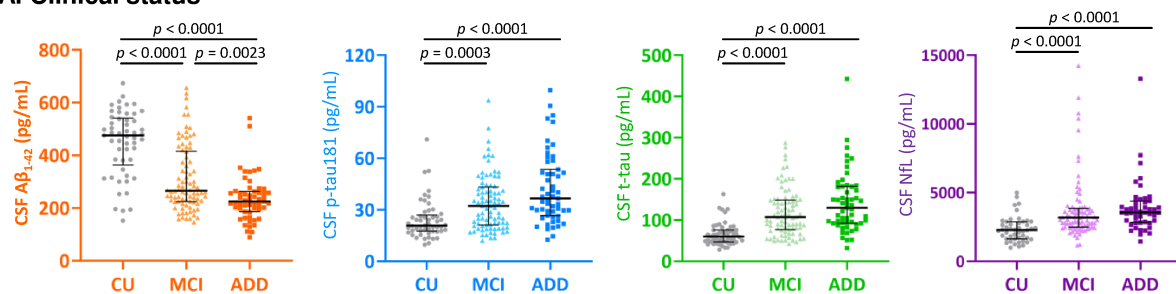 A. Clinical status
p < 0.0001
p < 0.0001 p = 0.0023
CSF Aβ1-42 (pg/mL)
800
600
400
200
0
CU MCI ADD
p < 0.0001
p = 0.0003
CSF p-tau181 (pg/mL)
120
90
60
30
0
CU MCI ADD
p < 0.0001
p < 0.0001
CSF t-tau (pg/mL)
500
400
300
200
100
0
CU MCI ADD
p < 0.0001
p < 0.0001
CSF NfL (pg/mL)
15000
10000
5000
0
CU MCI ADD